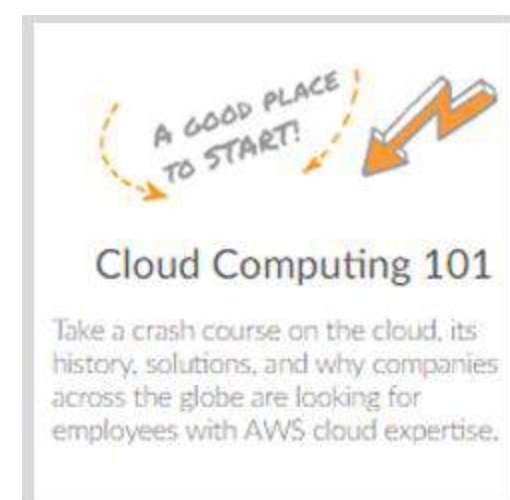 A GOOD PLACE
TO START!
Cloud Computing 101
Take a crash course on the cloud, its
history, solutions, and why companies
across the globe are looking for
employees with AWS cloud expertise.